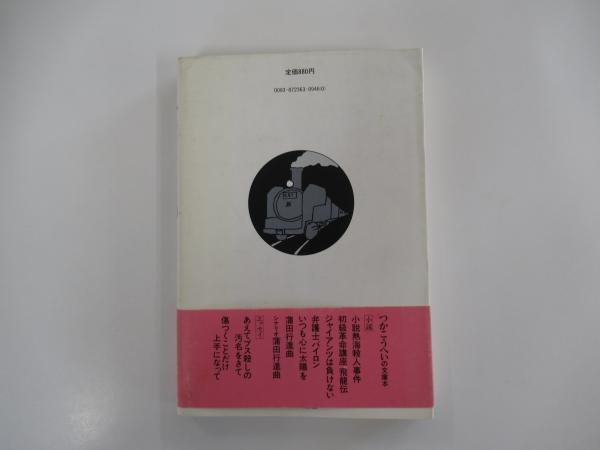 定価880円
0093-872363-0946(0)
つかこうへいの文庫本
小説
小説熱海殺人事件
初級革命講座 飛龍伝
ジャイアンツは負けない
弁護士バイロン
いつも心に太陽を
蒲田行進曲
シナリオ蒲田行進曲
エッセイ
あえてブス殺しの
汚名をきて
傷つくことだけ
上手になって